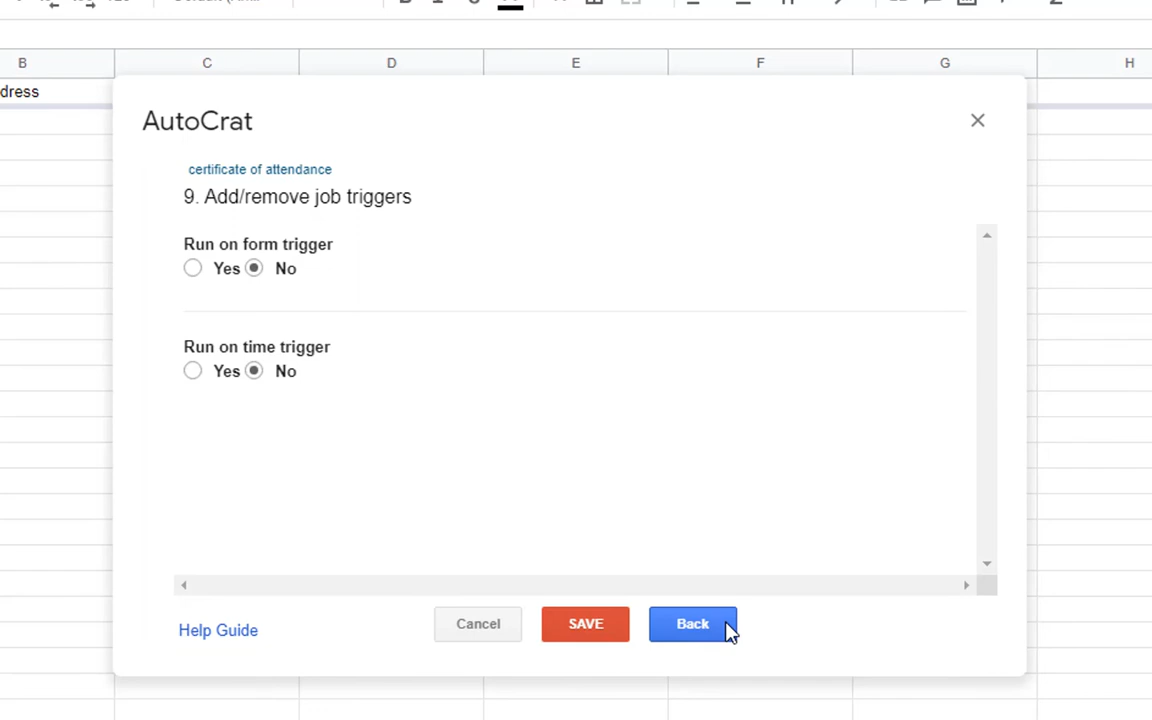 B C D E F G H
dress
AutoCrat
certificate of attendance
9. Add/remove job triggers
Run on form trigger
Yes No
Run on time trigger
Yes No
Help Guide Cancel SAVE Back